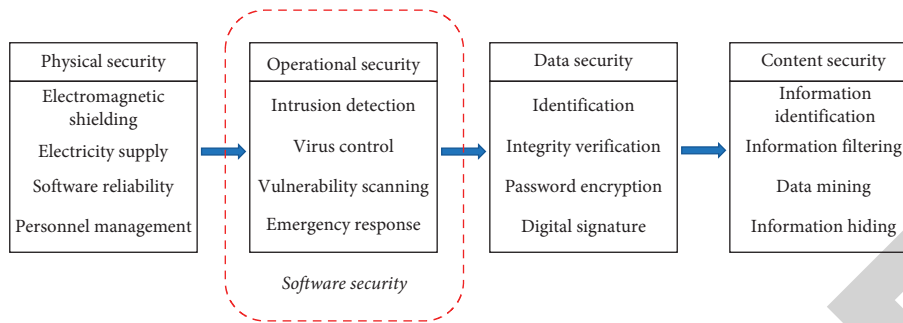 Physical security
Electromagnetic
shielding
Electricity supply
Software reliability
Personnel management
Operational security
Intrusion detection
Virus control
Vulnerability scanning
Emergency response
Software security
Data security
Identification
Integrity verification
Password encryption
Digital signature
Content security
Information
identification
Information filtering
Data mining
Information hiding